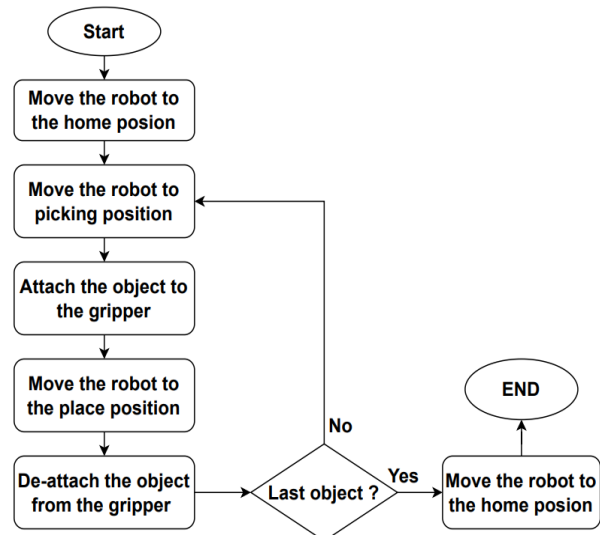 Start
Move the robot to
the home posion
Move the robot to
picking position
Attach the object to
the gripper
Move the robot to
the place position
De-attach the object
from the gripper
Last object ?
No
Yes
Move the robot to
the home posion
END